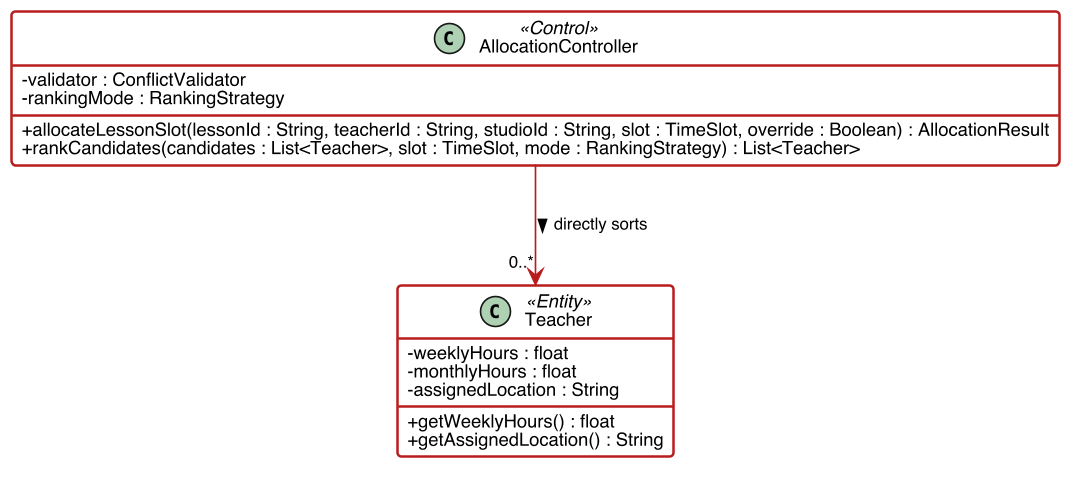 C
«Control»
AllocationController
-validator : ConflictValidator
-rankingMode : RankingStrategy
+allocateLessonSlot(lessonId : String, teacherId : String, studioId : String, slot : TimeSlot, override : Boolean) : AllocationResult
+rankCandidates(candidates : List<Teacher>, slot : TimeSlot, mode : RankingStrategy) : List<Teacher>
directly sorts
0..*
C
«Entity»
Teacher
-weeklyHours : float
-monthlyHours : float
-assignedLocation : String
+getWeeklyHours() : float
+getAssignedLocation() : String